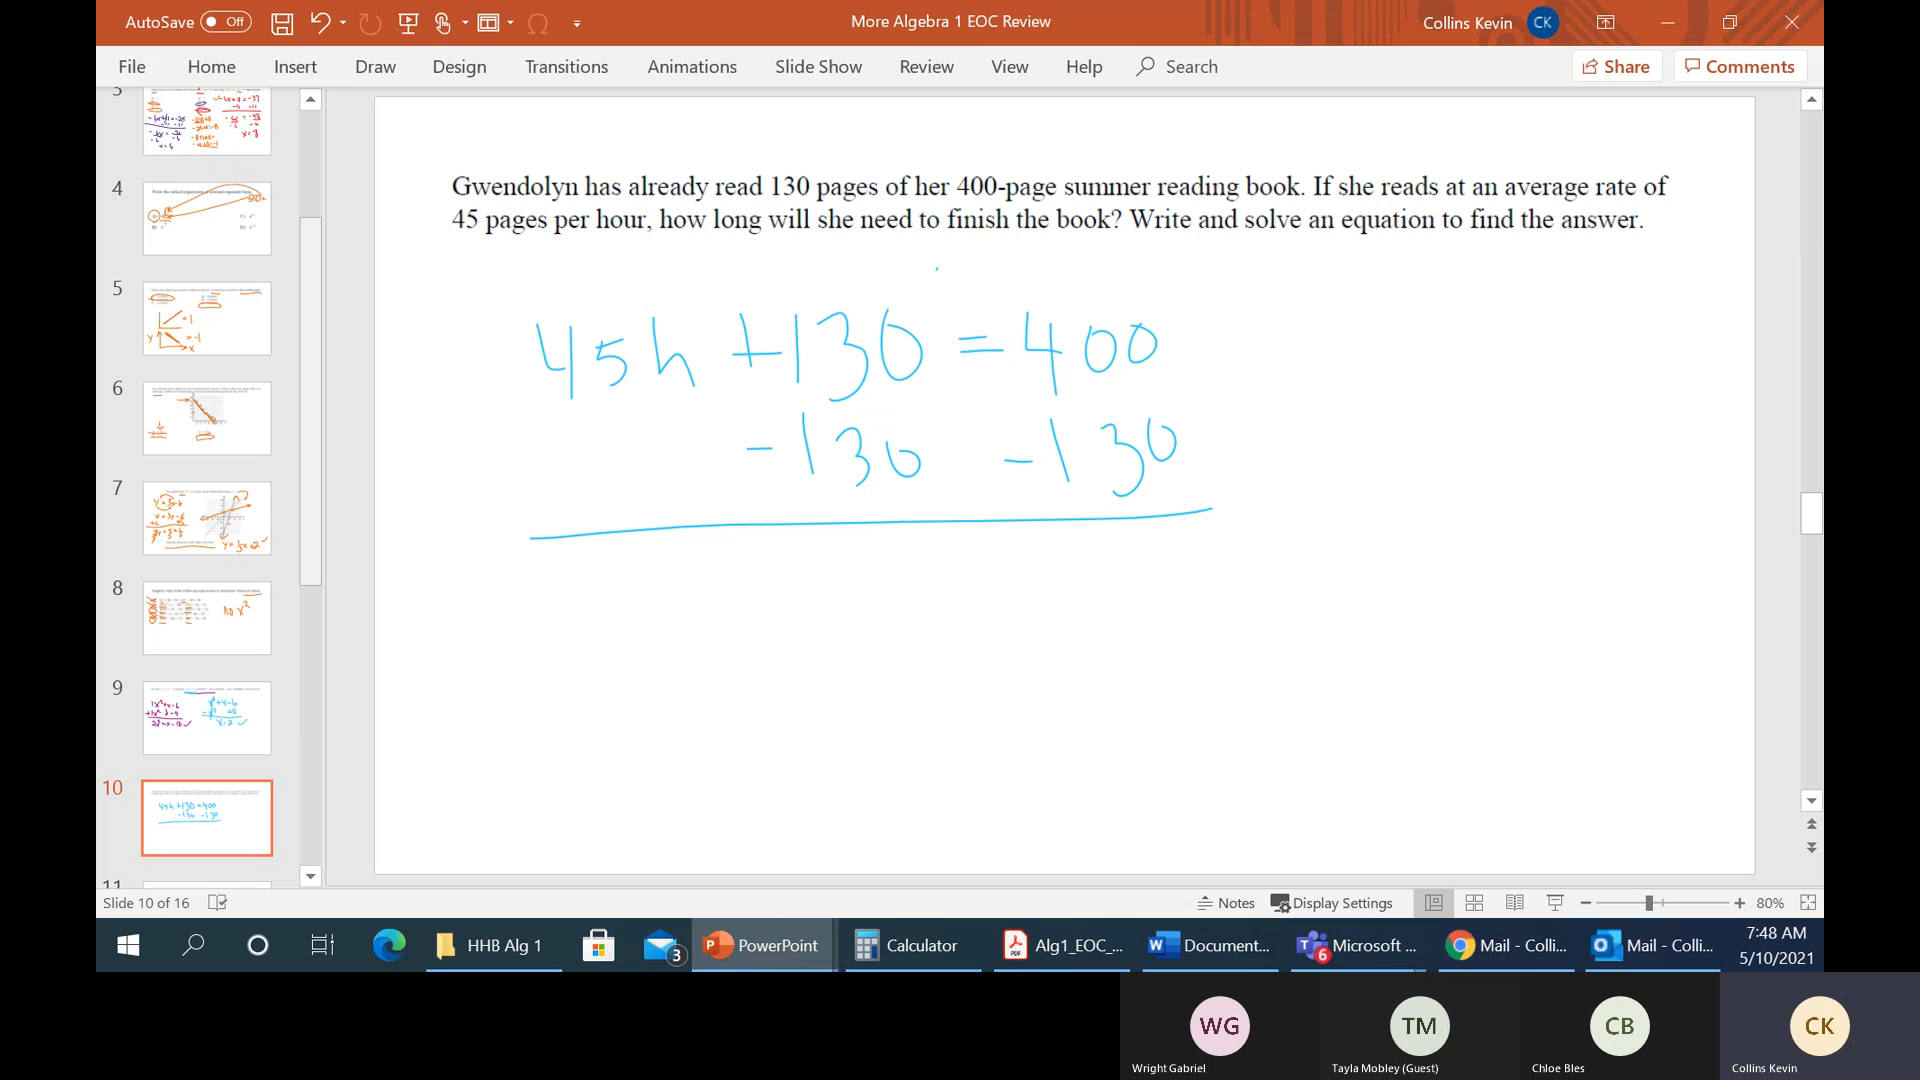 AutoSave Off More Algebra 1 EOC Review Collins Kevin CK
File Home Insert Draw Design Transitions Animations Slide Show Review View Help Search Share Comments
3
4
5
6
7
8
9
10
11
Gwendolyn has already read 130 pages of her 400-page summer reading book. If she reads at an average rate of
45 pages per hour, how long will she need to finish the book? Write and solve an equation to find the answer.
45h +130 = 400
-130 -130
Slide 10 of 16 Notes Display Settings 80%
HHB Alg 1 3 PowerPoint Calculator Alg1_EOC_... Document... 6 Microsoft ... Mail - Colli... Mail - Colli... 7:48 AM
5/10/2021
WG TM CB CK
Wright Gabriel Tayla Mobley (Guest) Chloe Bles Collins Kevin